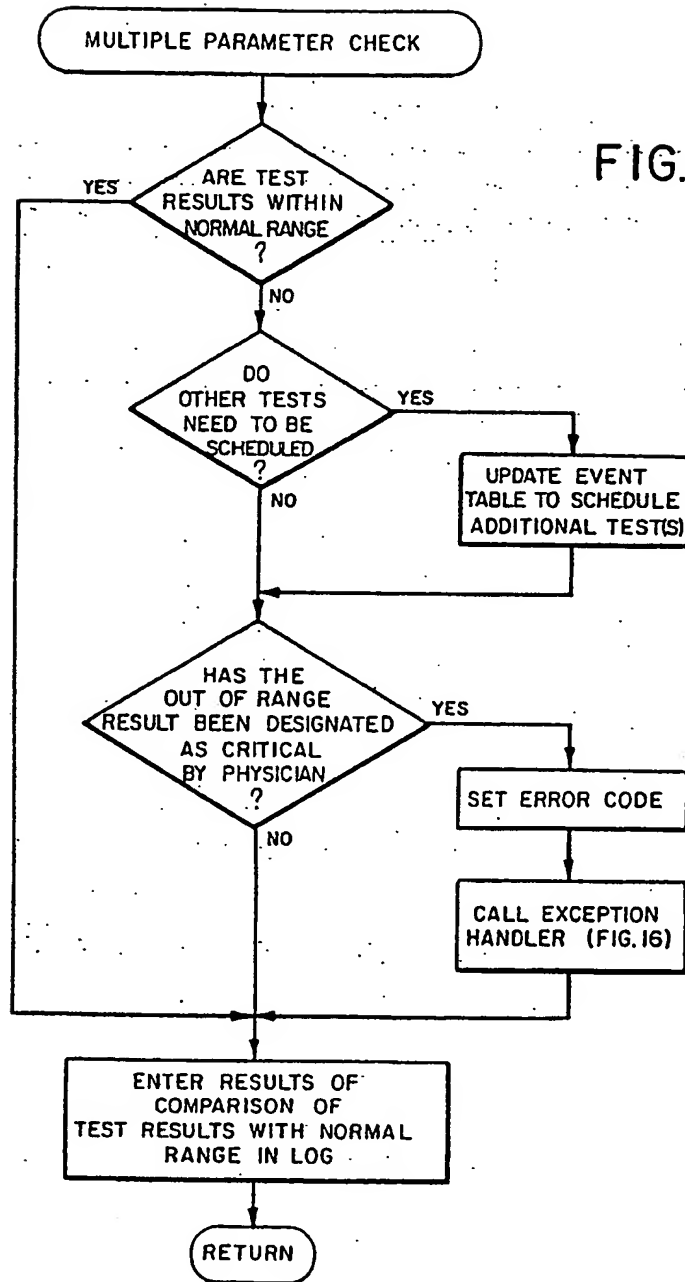 MULTIPLE PARAMETER CHECK
FIG.
ARE TEST
RESULTS WITHIN
NORMAL RANGE
?
YES
NO
DO
OTHER TESTS
NEED TO BE
SCHEDULED
?
YES
NO
UPDATE EVENT
TABLE TO SCHEDULE
ADDITIONAL TEST(S)
HAS THE
OUT OF RANGE
RESULT BEEN DESIGNATED
AS CRITICAL
BY PHYSICIAN
?
YES
NO
SET ERROR CODE
CALL EXCEPTION
HANDLER (FIG. 16)
ENTER RESULTS OF
COMPARISON OF
TEST RESULTS WITH NORMAL
RANGE IN LOG
RETURN